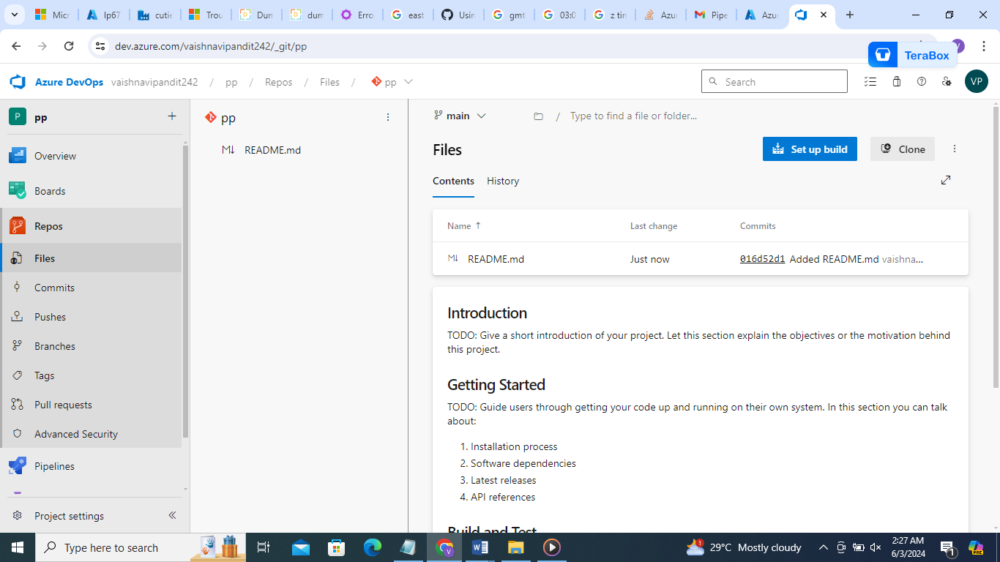 Micr
Ip67
cutie
Trou
Dun
dum
Erro
east
Usin
gmt
03:0
z tin
Azur
Pipe
Azur
dev.azure.com/vaishnavipandit242/_git/pp
V
TeraBox
Azure DevOps vaishnavipandit242 / pp / Repos / Files / pp
Search
VP
P pp
Overview
Boards
Repos
Files
Commits
Pushes
Branches
Tags
Pull requests
Advanced Security
Pipelines
Project settings
pp
README.md
main / Type to find a file or folder...
Files
Set up build
Clone
Contents History
Name Last change Commits
README.md Just now 016d52d1 Added README.md vaishna...
Introduction
TODO: Give a short introduction of your project. Let this section explain the objectives or the motivation behind
this project.
Getting Started
TODO: Guide users through getting your code up and running on their own system. In this section you can talk
about:
1. Installation process
2. Software dependencies
3. Latest releases
4. API references
Build and Test
Type here to search
29°C Mostly cloudy
2:27 AM
6/3/2024
1
PRE